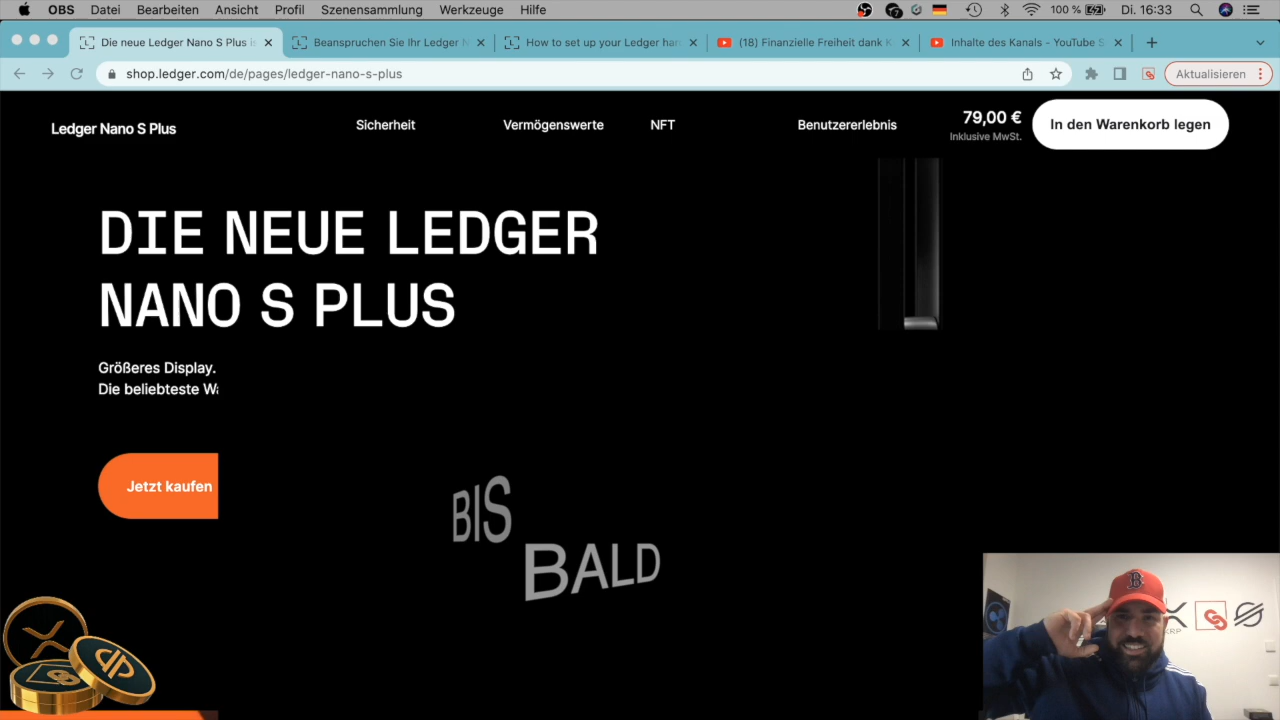 OBS Datei Bearbeiten Ansicht Profil Szenensammlung Werkzeuge Hilfe 100 % Di. 16:33
Die neue Ledger Nano S Plus is
Beanspruchen Sie Ihr Ledger N
How to set up your Ledger har
(18) Finanzielle Freiheit dank K
Inhalte des Kanals - YouTube S
shop.ledger.com/de/pages/ledger-nano-s-plus
Aktualisieren
Ledger Nano S Plus
Sicherheit
Vermögenswerte
NFT
Benutzererlebnis
79,00 €
Inklusive MwSt.
In den Warenkorb legen
DIE NEUE LEDGER
NANO S PLUS
Größeres Display.
Die beliebteste Wa
Jetzt kaufen
BIS
BALD
B
XRP